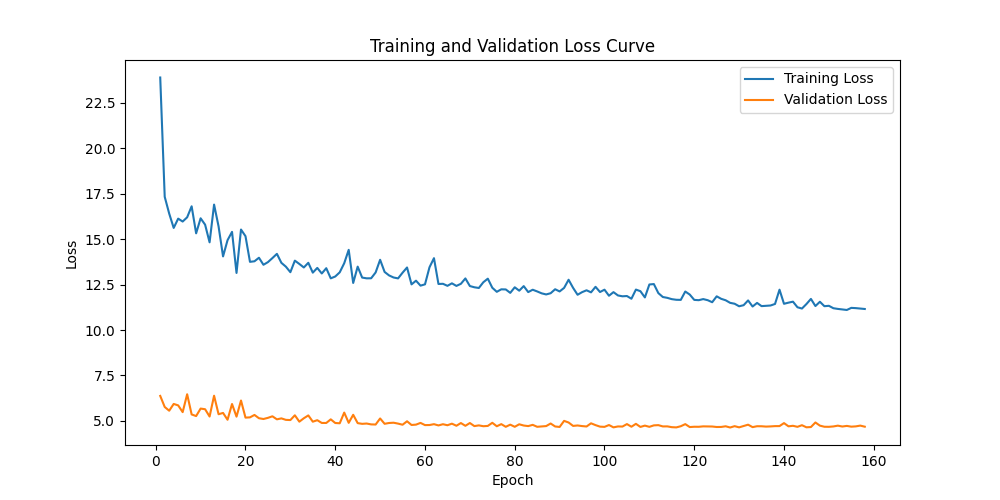 Training and Validation Loss Curve
Training Loss
Validation Loss
Loss
22.5
20.0
17.5
15.0
12.5
10.0
7.5
5.0
0 20 40 60 80 100 120 140 160
Epoch